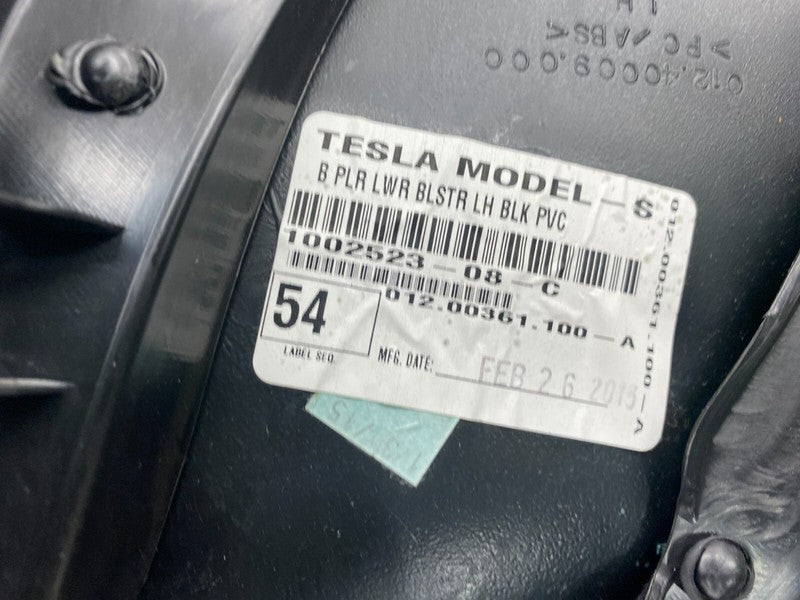 LH
>PC/ABS<
012.40009.000
TESLA MODEL-S
B PLR LWR BLSTR LH BLK PVC
1002523-08-C
012.00361.100-A
54
LABEL SEQ.
MFG. DATE:
FEB 26 2013
012.00361.100-A